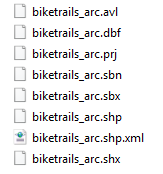 biketrails_arc.avl
biketrails_arc.dbf
biketrails_arc.prj
biketrails_arc.sbn
biketrails_arc.sbx
biketrails_arc.shp
biketrails_arc.shp.xml
biketrails_arc.shx